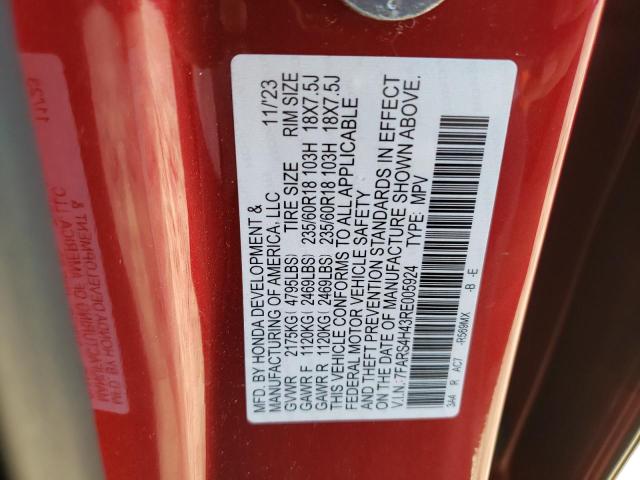 MFD. BY HONDA DEVELOPMENT & 11/'23
MANUFACTURING OF AMERICA, LLC
GVWR 2175KG( 4795LBS) TIRE SIZE RIM SIZE
GAWR F 1120KG( 2469LBS) 235/60R18 103H 18X7.5J
GAWR R 1120KG( 2469LBS) 235/60R18 103H 18X7.5J
THIS VEHICLE CONFORMS TO ALL APPLICABLE
FEDERAL MOTOR VEHICLE SAFETY
AND THEFT PREVENTION STANDARDS IN EFFECT
ON THE DATE OF MANUFACTURE SHOWN ABOVE.
V.I.N.:7FARS4H43RE005924 TYPE: MPV
3AA R AC7 -R569MX -B -E